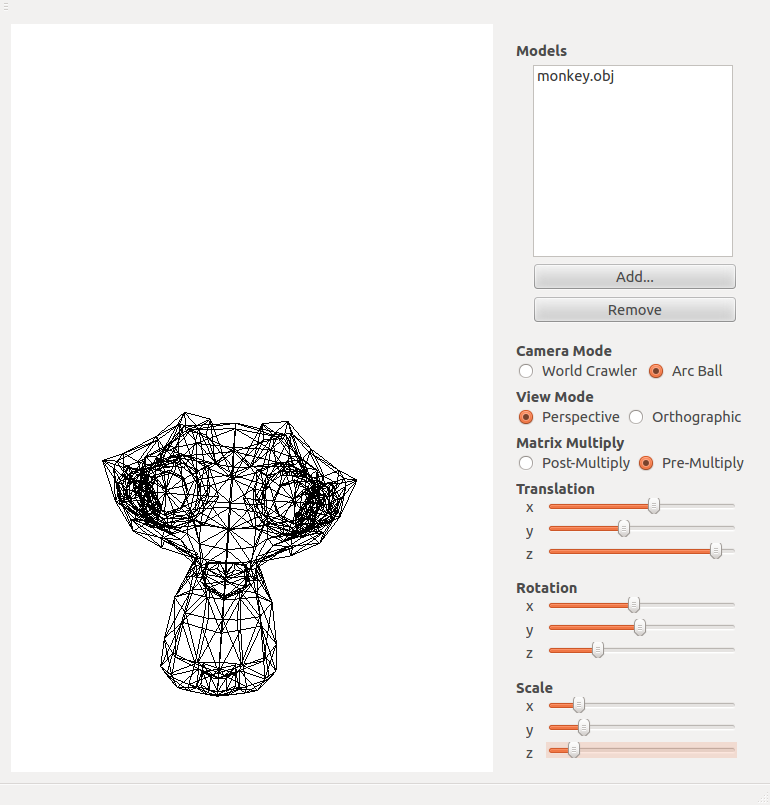 Models
monkey.obj
Add...
Remove
Camera Mode
World Crawler Arc Ball
View Mode
Perspective Orthographic
Matrix Multiply
Post-Multiply Pre-Multiply
Translation
x
y
z
Rotation
x
y
z
Scale
x
y
z